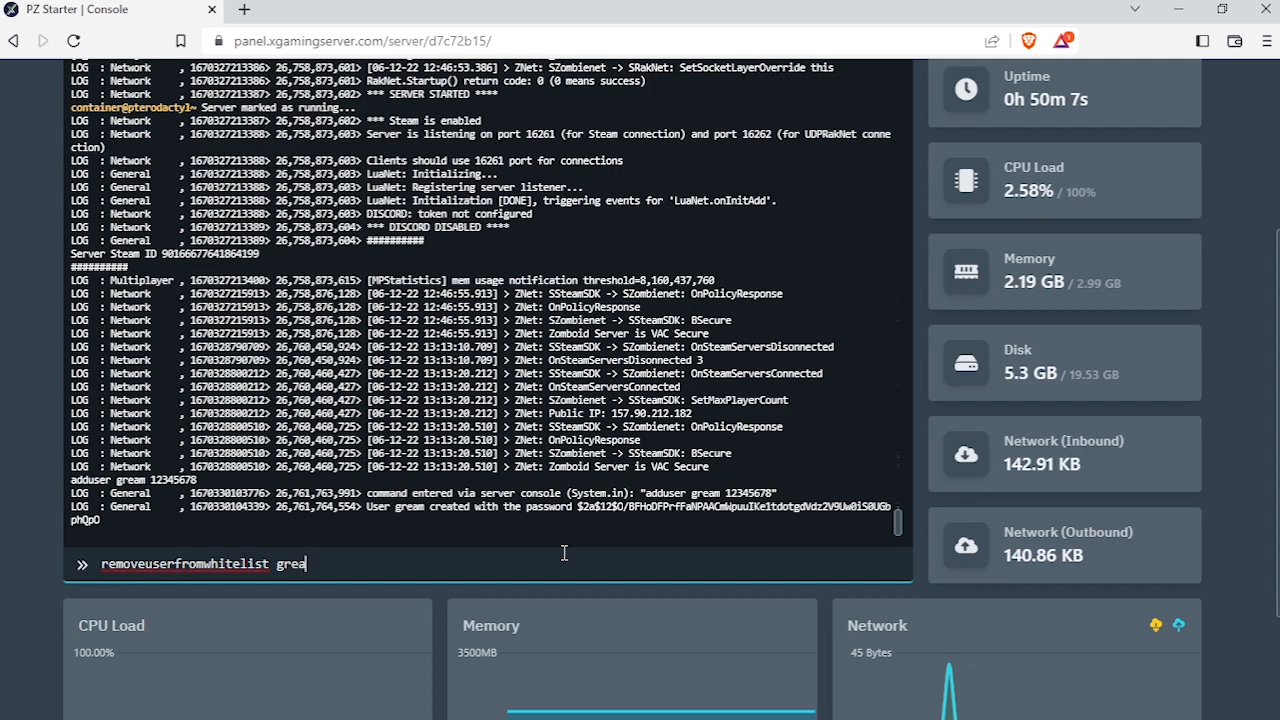 PZ Starter | Console
panel.xgamingserver.com/server/d7c72b15/
LOG : Network , 1670327213386> 26,758,873,601> [06-12-22 12:46:53.386] > ZNet: SZombienet -> SRakNet: SetSocketLayerOverride this
LOG : Network , 1670327213386> 26,758,873,601> RakNet.Startup() return code: 0 (0 means success)
LOG : Network , 1670327213386> 26,758,873,602> *** SERVER STARTED ****
container@pterodactyl~ Server marked as running...
LOG : Network , 1670327213387> 26,758,873,602> *** Steam is enabled
LOG : Network , 1670327213387> 26,758,873,603> Server is listening on port 16261 (for Steam connection) and port 16262 (for UDPRakNet conne
ction)
LOG : Network , 1670327213388> 26,758,873,603> Clients should use 16261 port for connections
LOG : General , 1670327213388> 26,758,873,603> LuaNet: Initializing...
LOG : General , 1670327213388> 26,758,873,603> LuaNet: Registering server listener...
LOG : General , 1670327213388> 26,758,873,603> LuaNet: Initialization [DONE], triggering events for 'LuaNet.onInitAdd'.
LOG : Network , 1670327213388> 26,758,873,603> DISCORD: token not configured
LOG : Network , 1670327213389> 26,758,873,604> *** DISCORD DISABLED ****
LOG : General , 1670327213389> 26,758,873,604> ##########
Server Steam ID 90166677641864199
##########
LOG : Multiplayer , 1670327213400> 26,758,873,615> [MPStatistics] mem usage notification threshold=8,160,437,760
LOG : Network , 1670327215913> 26,758,876,128> [06-12-22 12:46:55.913] > ZNet: SSteamSDK -> SZombienet: OnPolicyResponse
LOG : Network , 1670327215913> 26,758,876,128> [06-12-22 12:46:55.913] > ZNet: OnPolicyResponse
LOG : Network , 1670327215913> 26,758,876,128> [06-12-22 12:46:55.913] > ZNet: SZombienet -> SSteamSDK: BSecure
LOG : Network , 1670327215913> 26,758,876,128> [06-12-22 12:46:55.913] > ZNet: Zomboid Server is VAC Secure
LOG : Network , 1670328790709> 26,760,450,924> [06-12-22 13:13:10.709] > ZNet: SSteamSDK -> SZombienet: OnSteamServersDisonnected
LOG : Network , 1670328790709> 26,760,450,924> [06-12-22 13:13:10.709] > ZNet: OnSteamServersDisonnected 3
LOG : Network , 1670328800212> 26,760,460,427> [06-12-22 13:13:20.212] > ZNet: SSteamSDK -> SZombienet: OnSteamServersConnected
LOG : Network , 1670328800212> 26,760,460,427> [06-12-22 13:13:20.212] > ZNet: OnSteamServersConnected
LOG : Network , 1670328800212> 26,760,460,427> [06-12-22 13:13:20.212] > ZNet: SZombienet -> SSteamSDK: SetMaxPlayerCount
LOG : Network , 1670328800212> 26,760,460,427> [06-12-22 13:13:20.212] > ZNet: Public IP: 157.90.212.182
LOG : Network , 1670328800510> 26,760,460,725> [06-12-22 13:13:20.510] > ZNet: SSteamSDK -> SZombienet: OnPolicyResponse
LOG : Network , 1670328800510> 26,760,460,725> [06-12-22 13:13:20.510] > ZNet: OnPolicyResponse
LOG : Network , 1670328800510> 26,760,460,725> [06-12-22 13:13:20.510] > ZNet: SZombienet -> SSteamSDK: BSecure
LOG : Network , 1670328800510> 26,760,460,725> [06-12-22 13:13:20.510] > ZNet: Zomboid Server is VAC Secure
adduser gream 12345678
LOG : General , 1670330103776> 26,761,763,991> command entered via server console (System.in): "adduser gream 12345678"
LOG : General , 1670330104339> 26,761,764,554> User gream created with the password $2a$12$O/BFHoDFPrfFaNPAACmWpuuIKe1tdotgdVdz2V9Uw0iS0UGb
phQpO
» removeuserfromwhitelist grea
Uptime
0h 50m 7s
CPU Load
2.58% / 100%
Memory
2.19 GB / 2.99 GB
Disk
5.3 GB / 19.53 GB
Network (Inbound)
142.91 KB
Network (Outbound)
140.86 KB
CPU Load
100.00%
Memory
3500MB
Network
45 Bytes